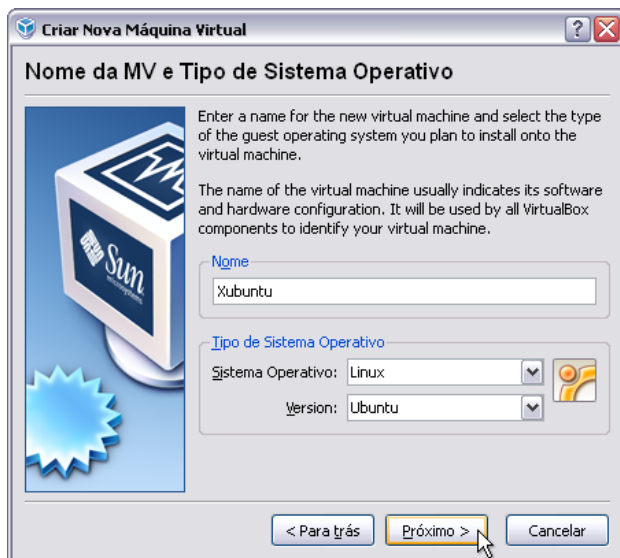 Criar Nova Máquina Virtual
?
Nome da MV e Tipo de Sistema Operativo
Enter a name for the new virtual machine and select the type
of the guest operating system you plan to install onto the
virtual machine.
The name of the virtual machine usually indicates its software
and hardware configuration. It will be used by all VirtualBox
components to identify your virtual machine.
Sun
microsystems
Nome
Xubuntu
Tipo de Sistema Operativo
Sistema Operativo: Linux
Version: Ubuntu
< Para trás Próximo > Cancelar